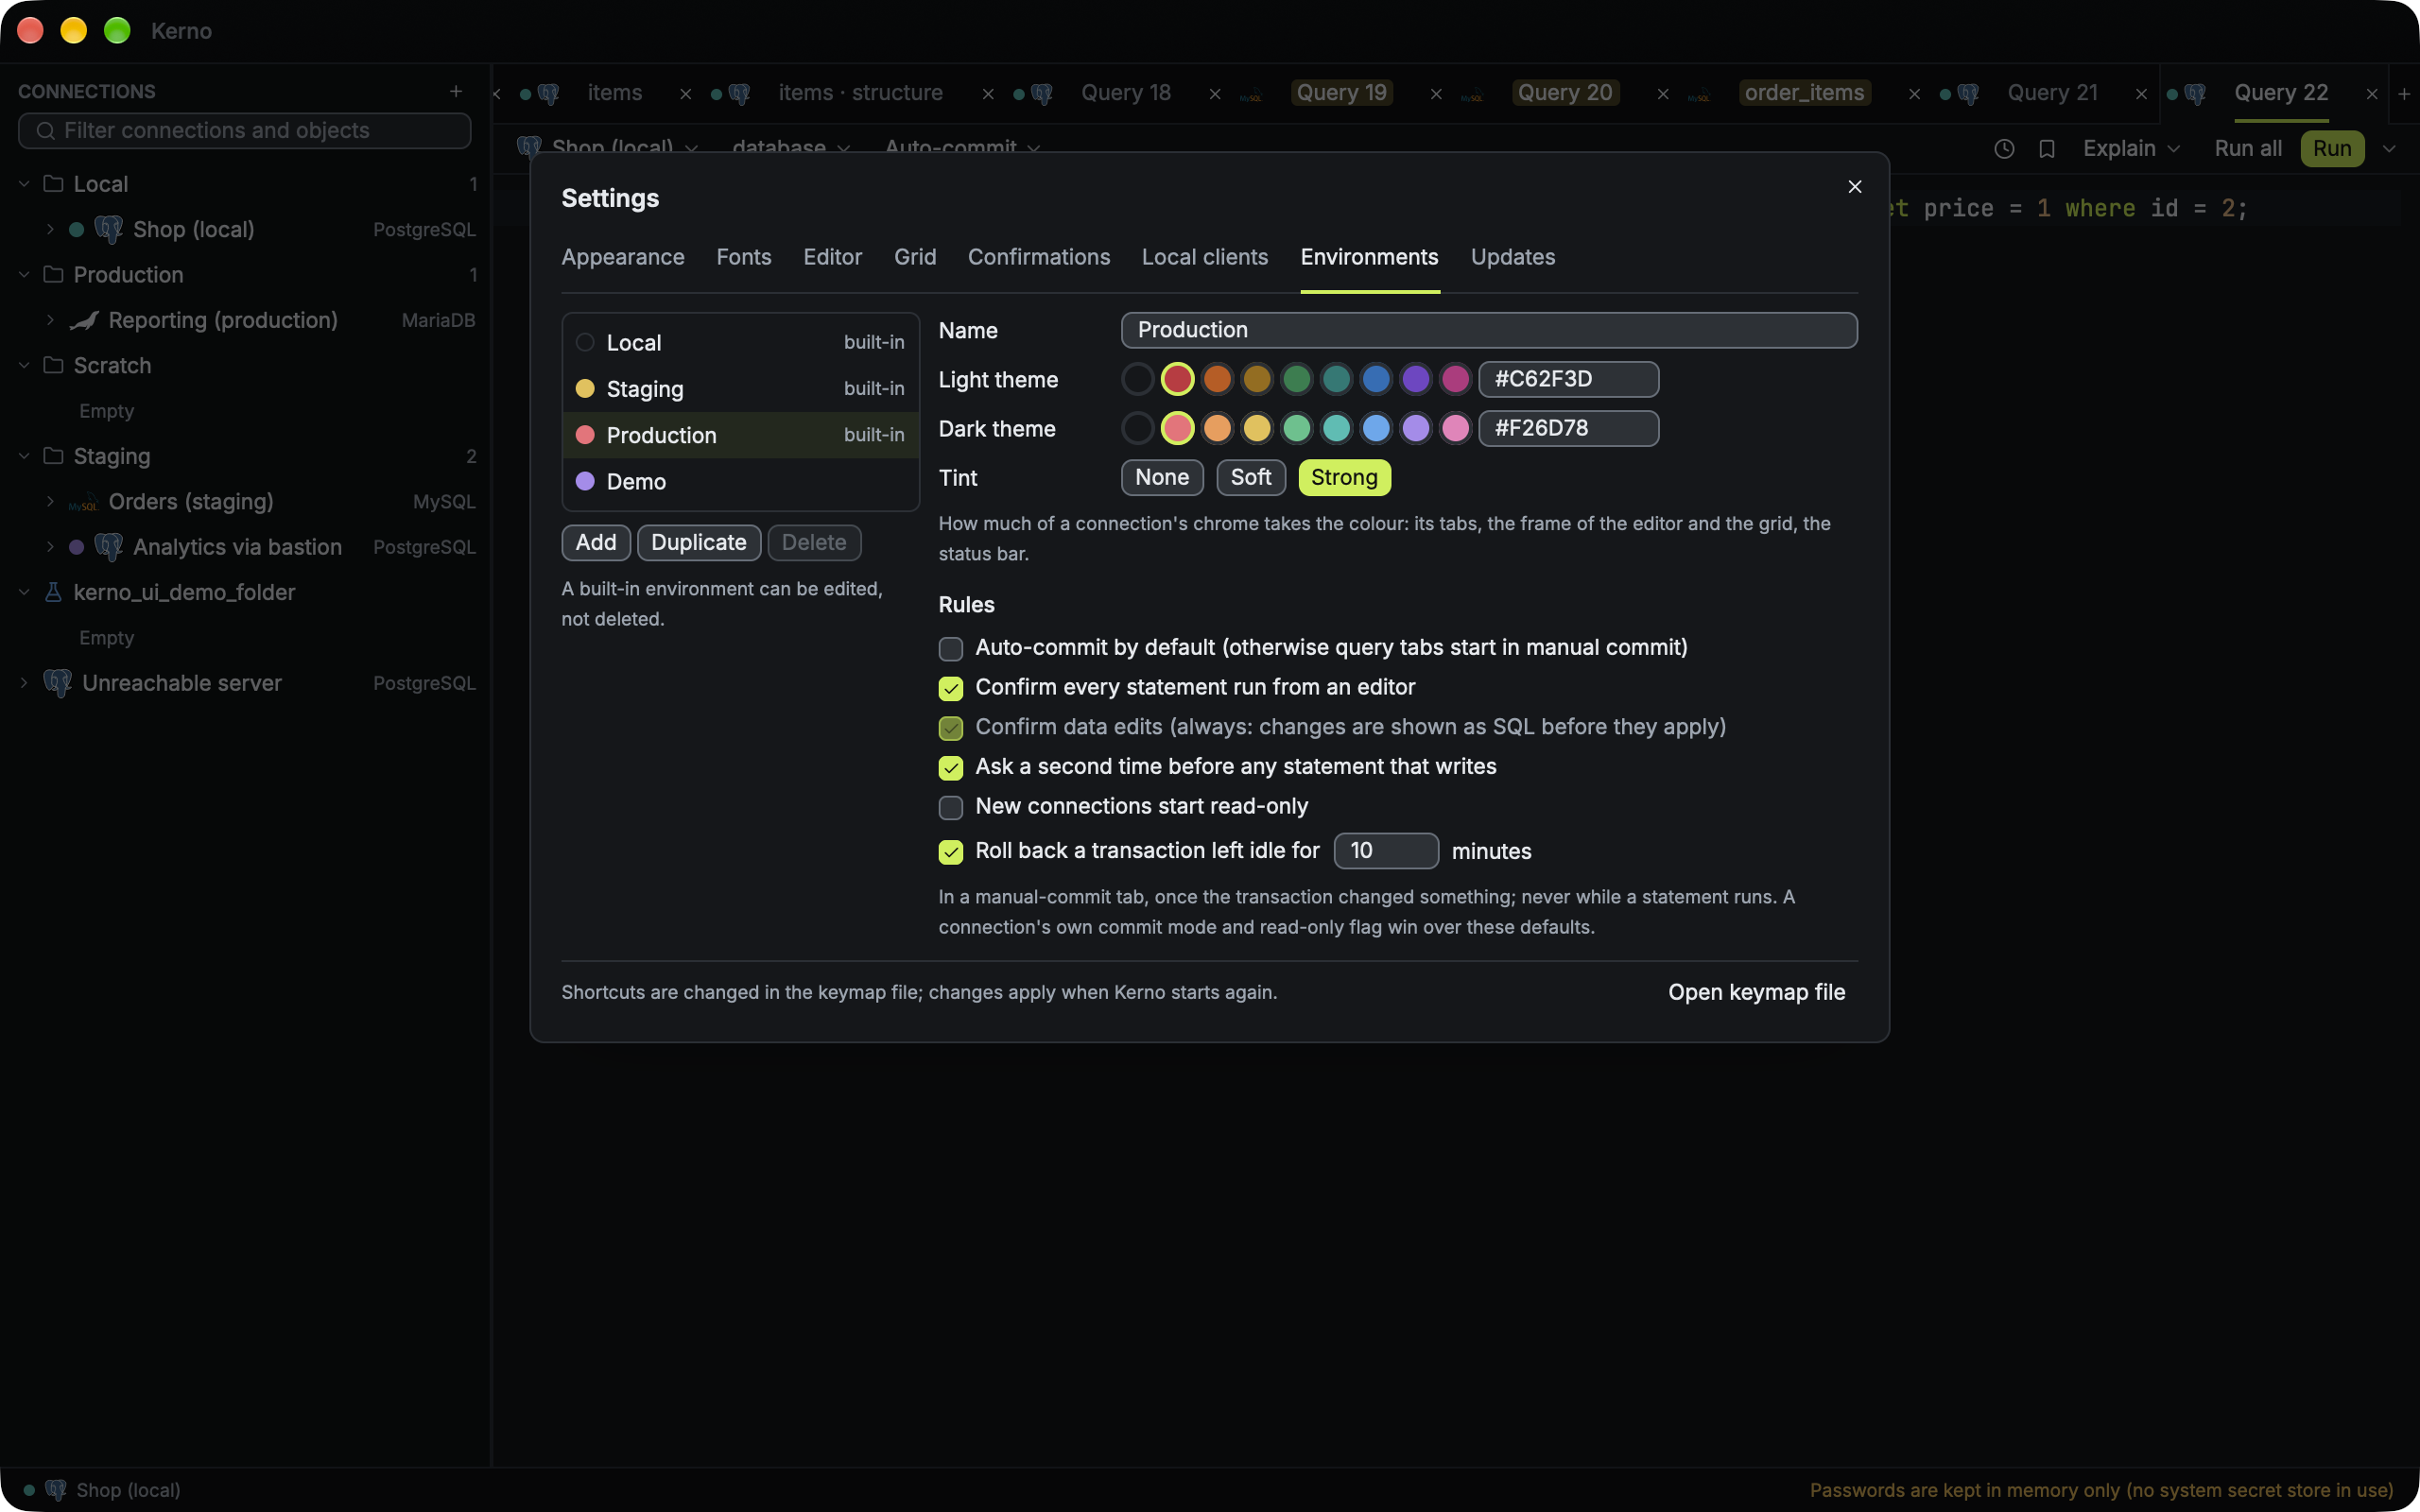 Kerno
CONNECTIONS
Filter connections and objects
Local 1
Shop (local) PostgreSQL
Production 1
Reporting (production) MariaDB
Scratch
Empty
Staging 2
MySQL Orders (staging) MySQL
Analytics via bastion PostgreSQL
kerno_ui_demo_folder
Empty
Unreachable server PostgreSQL
items items · structure Query 18 MySQL Query 19 MySQL Query 20 MySQL order_items Query 21 Query 22
Shop (local) database Auto-commit Explain Run all Run
et price = 1 where id = 2;
Settings
Appearance Fonts Editor Grid Confirmations Local clients Environments Updates
Local built-in
Staging built-in
Production built-in
Demo
Add Duplicate Delete
A built-in environment can be edited,
not deleted.
Name Production
Light theme #C62F3D
Dark theme #F26D78
Tint None Soft Strong
How much of a connection's chrome takes the colour: its tabs, the frame of the editor and the grid, the
status bar.
Rules
Auto-commit by default (otherwise query tabs start in manual commit)
Confirm every statement run from an editor
Confirm data edits (always: changes are shown as SQL before they apply)
Ask a second time before any statement that writes
New connections start read-only
Roll back a transaction left idle for 10 minutes
In a manual-commit tab, once the transaction changed something; never while a statement runs. A
connection's own commit mode and read-only flag win over these defaults.
Shortcuts are changed in the keymap file; changes apply when Kerno starts again. Open keymap file
Shop (local) Passwords are kept in memory only (no system secret store in use)